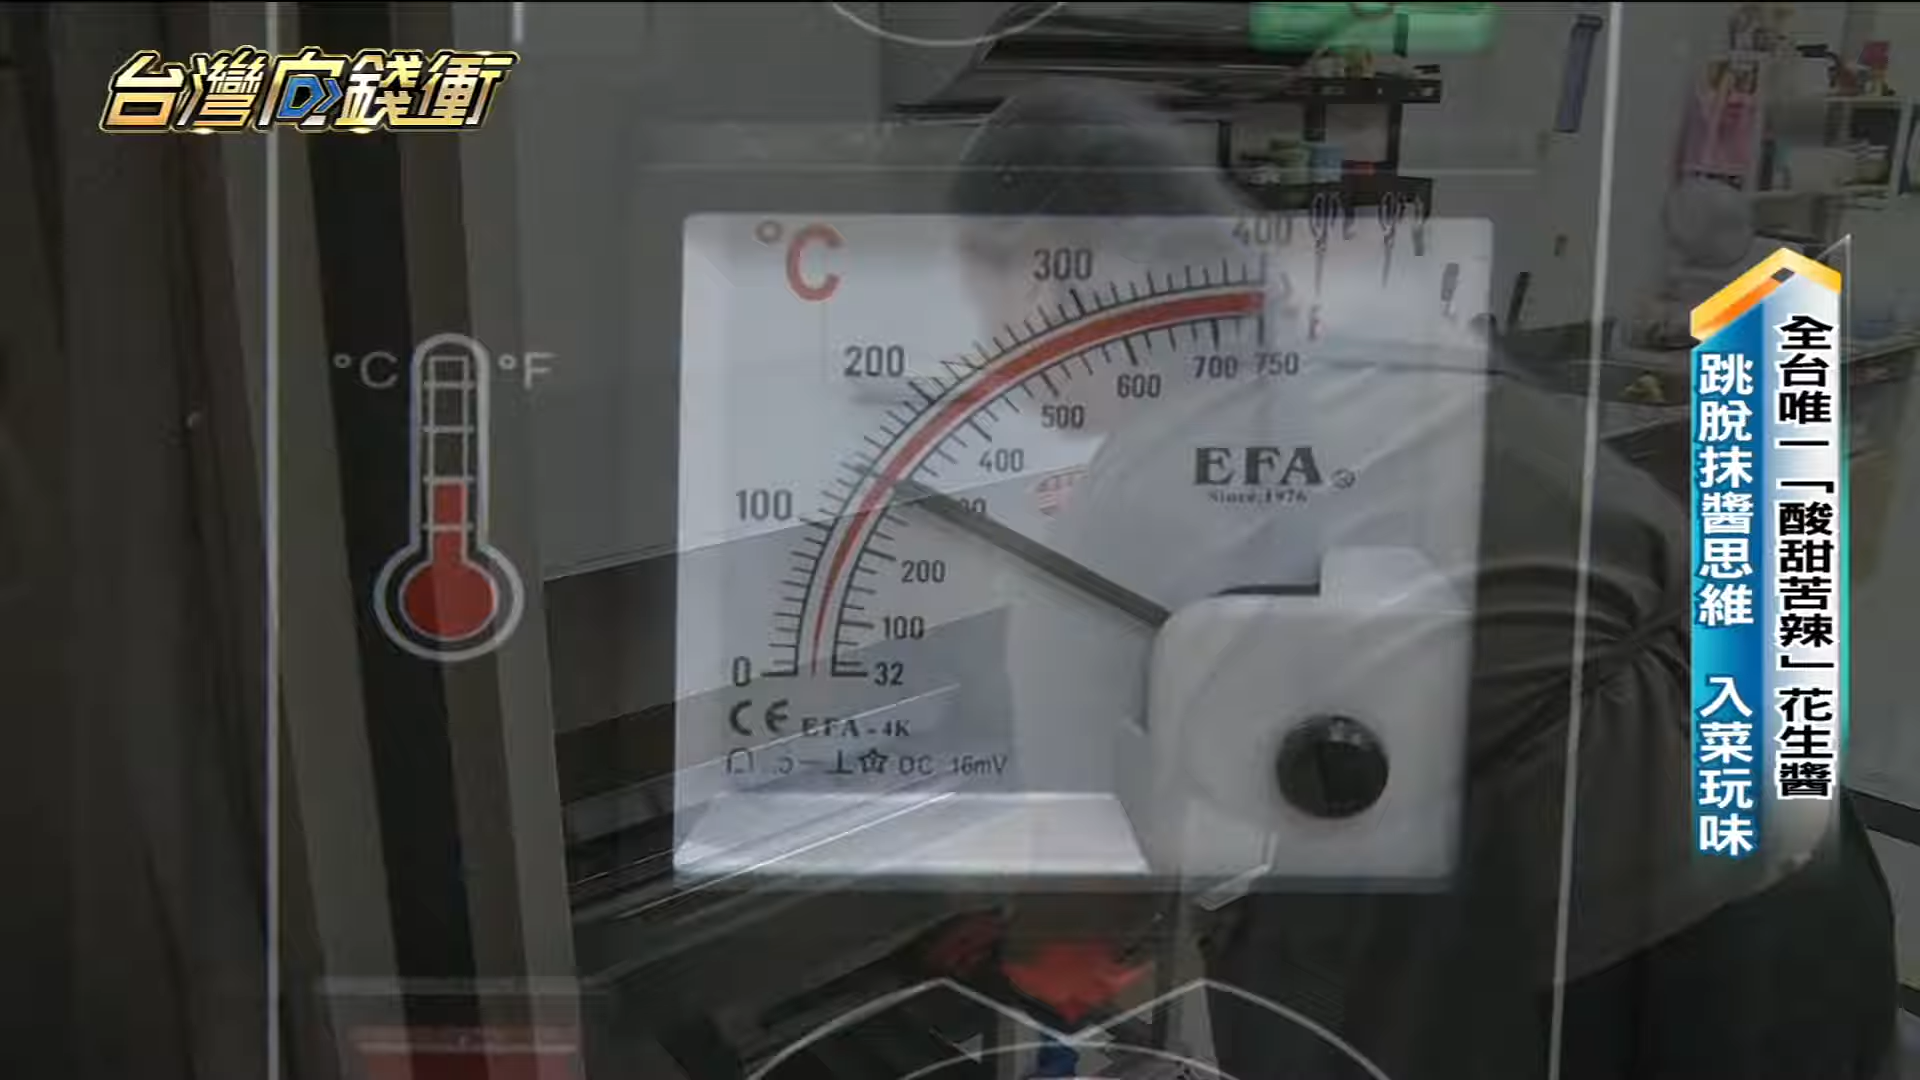 台灣向錢衝
°C
°F
°C
0
100
200
300
400
32
100
200
400
500
600
700
750
EFA
Since:1976
CE EFA-4K
DC 16mV
全台唯一「酸甜苦辣」花生醬
跳脫抹醬思維 入菜玩味